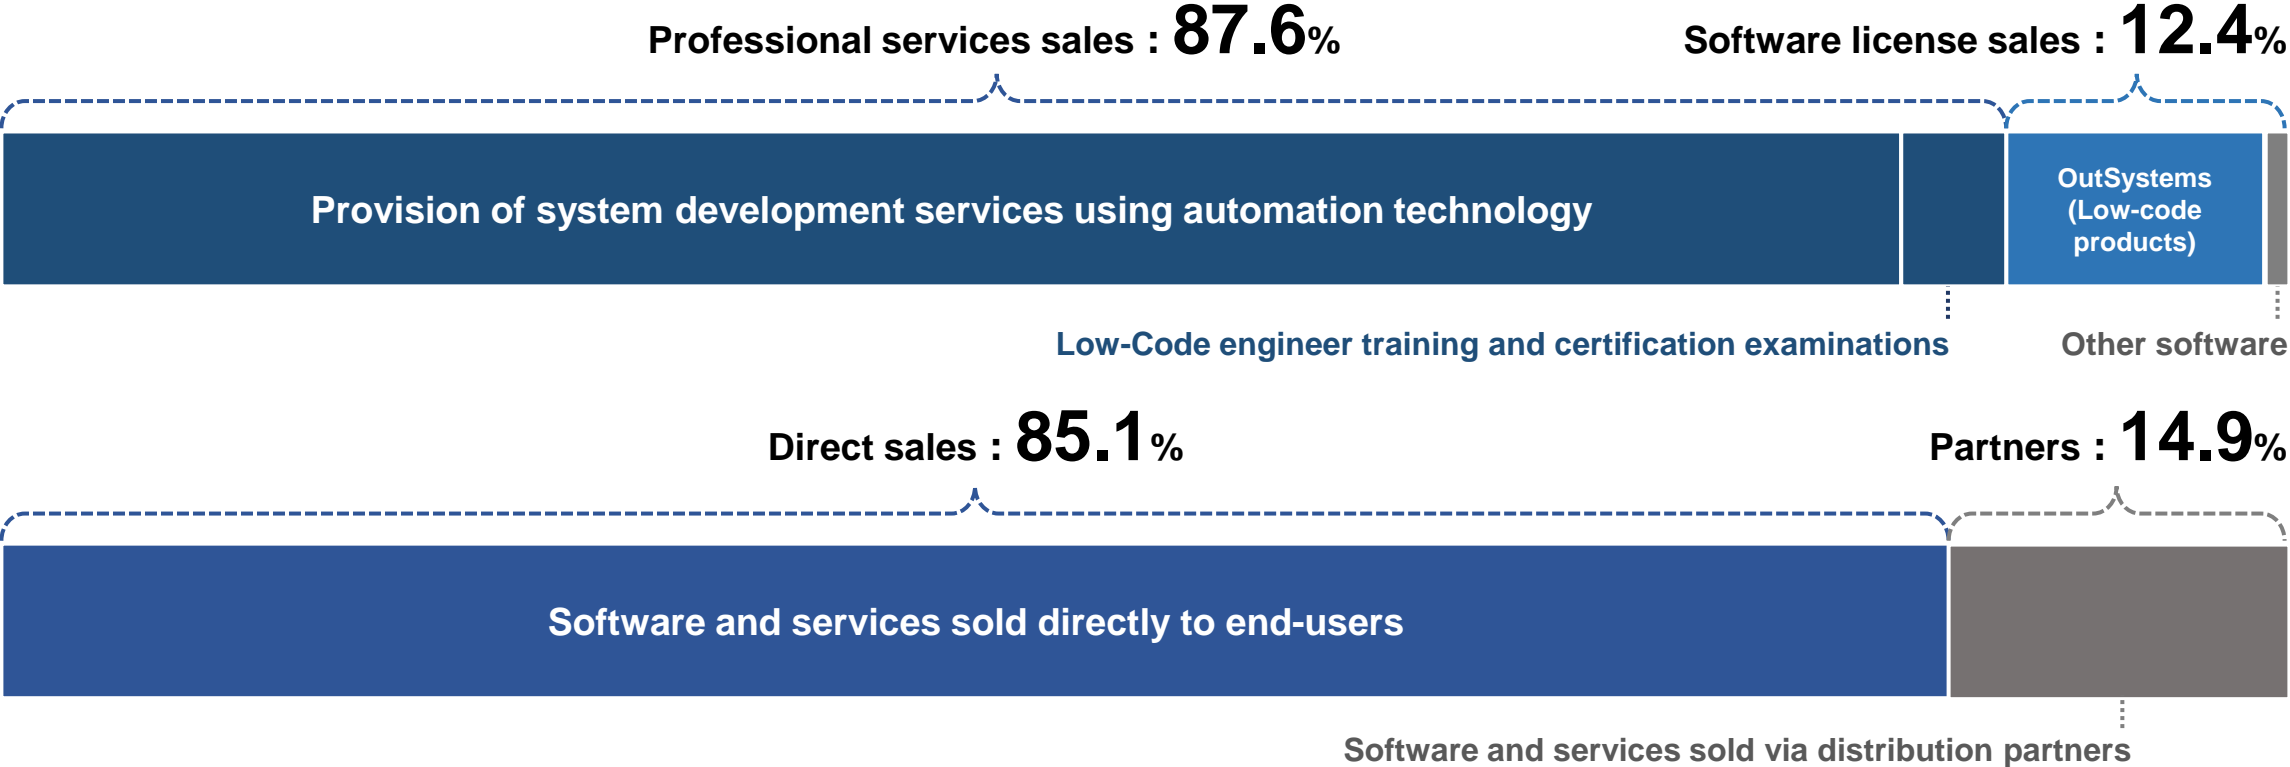 Professional services sales : 87.6%
Software license sales : 12.4%
Provision of system development services using automation technology
OutSystems
(Low-code
products)
Low-Code engineer training and certification examinations
Other software
Direct sales : 85.1%
Partners : 14.9%
Software and services sold directly to end-users
Software and services sold via distribution partners